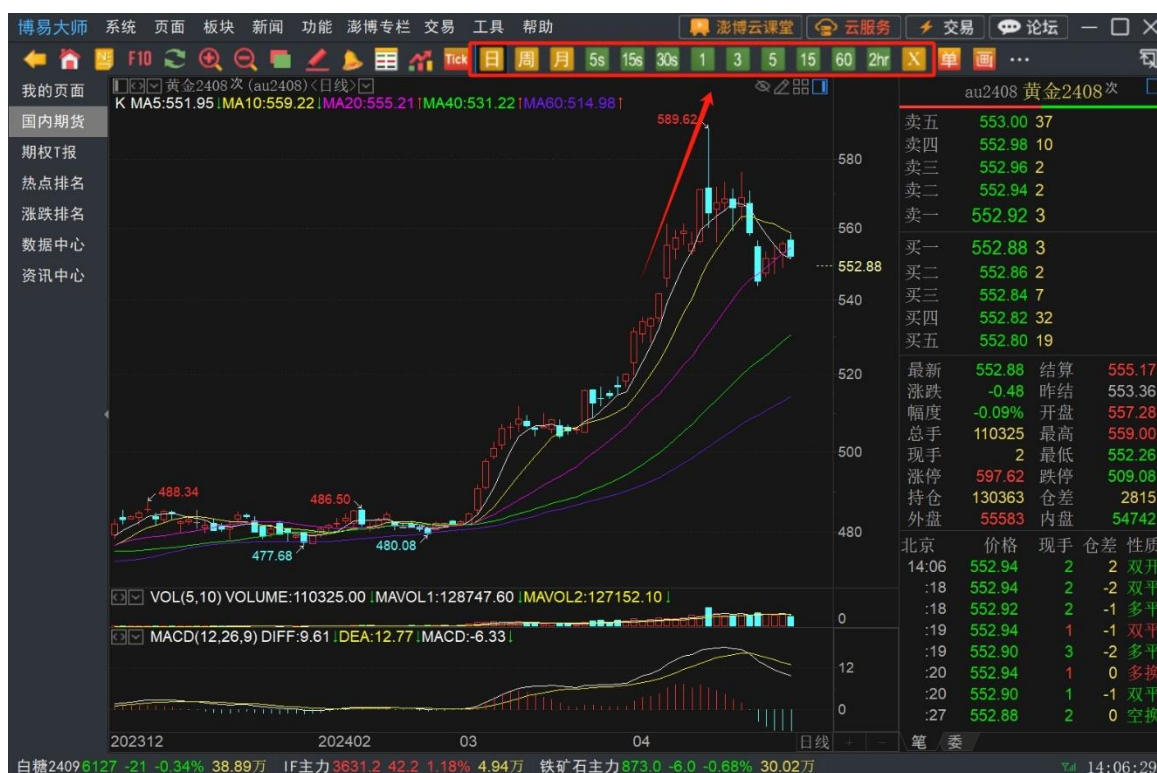 博易大师 系统 页面 板块 新闻 功能 澎博专栏 交易 工具 帮助 澎博云课堂 云服务 交易 论坛
F10 Tick 日 周 月 5s 15s 30s 1 3 5 15 60 2hr X 单 画 ...
我的页面
国内期货
期权T报
热点排名
涨跌排名
数据中心
资讯中心
黄金2408次 (au2408)<日线>
K MA5:551.95↓MA10:559.22↓MA20:555.21↑MA40:531.22↑MA60:514.98↑
589.62
580
560
552.88
540
520
500
488.34
486.50
480
480.08
477.68
VOL(5,10) VOLUME:110325.00↓MAVOL1:128747.60↓MAVOL2:127152.10↓
0
MACD(12,26,9) DIFF:9.61↓DEA:12.77↓MACD:-6.33↓
12
0
202312 202402 03 04 日线 + -
au2408 黄金2408次
卖五 553.00 37
卖四 552.98 10
卖三 552.96 2
卖二 552.94 2
卖一 552.92 3
买一 552.88 3
买二 552.86 2
买三 552.84 7
买四 552.82 32
买五 552.80 19
最新 552.88 结算 555.17
涨跌 -0.48 昨结 553.36
幅度 -0.09% 开盘 557.28
总手 110325 最高 559.00
现手 2 最低 552.26
涨停 597.62 跌停 509.08
持仓 130363 仓差 2815
外盘 55583 内盘 54742
北京 价格 现手 仓差 性质
14:06 552.94 2 2 双开
:18 552.94 2 -2 双平
:18 552.92 2 -1 多平
:19 552.94 1 -1 双平
:19 552.90 3 -2 多平
:20 552.94 1 0 多换
:20 552.90 1 -1 双平
:27 552.88 2 0 空换
笔 委
白糖2409 6127 -21 -0.34% 38.89万 IF主力 3631.2 42.2 1.18% 4.94万 铁矿石主力 873.0 -6.0 -0.68% 30.02万 14:06:29